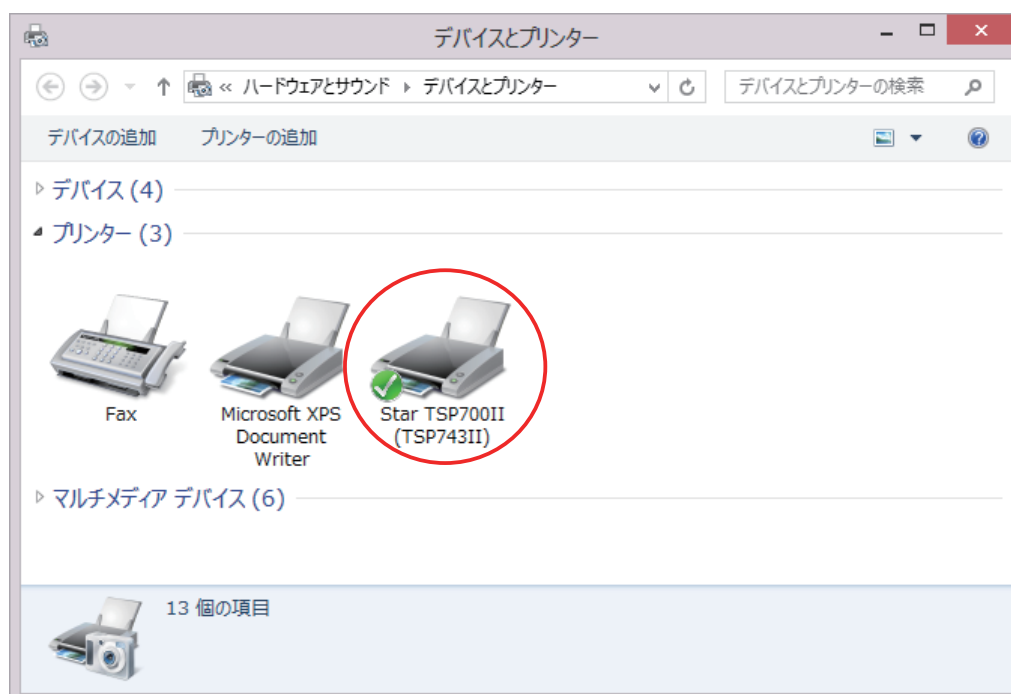 デバイスとプリンター
« ハードウェアとサウンド ▸ デバイスとプリンター
デバイスとプリンターの検索
デバイスの追加 プリンターの追加
デバイス (4)
プリンター (3)
Fax
Microsoft XPS
Document
Writer
Star TSP700II
(TSP743II)
マルチメディア デバイス (6)
13 個の項目